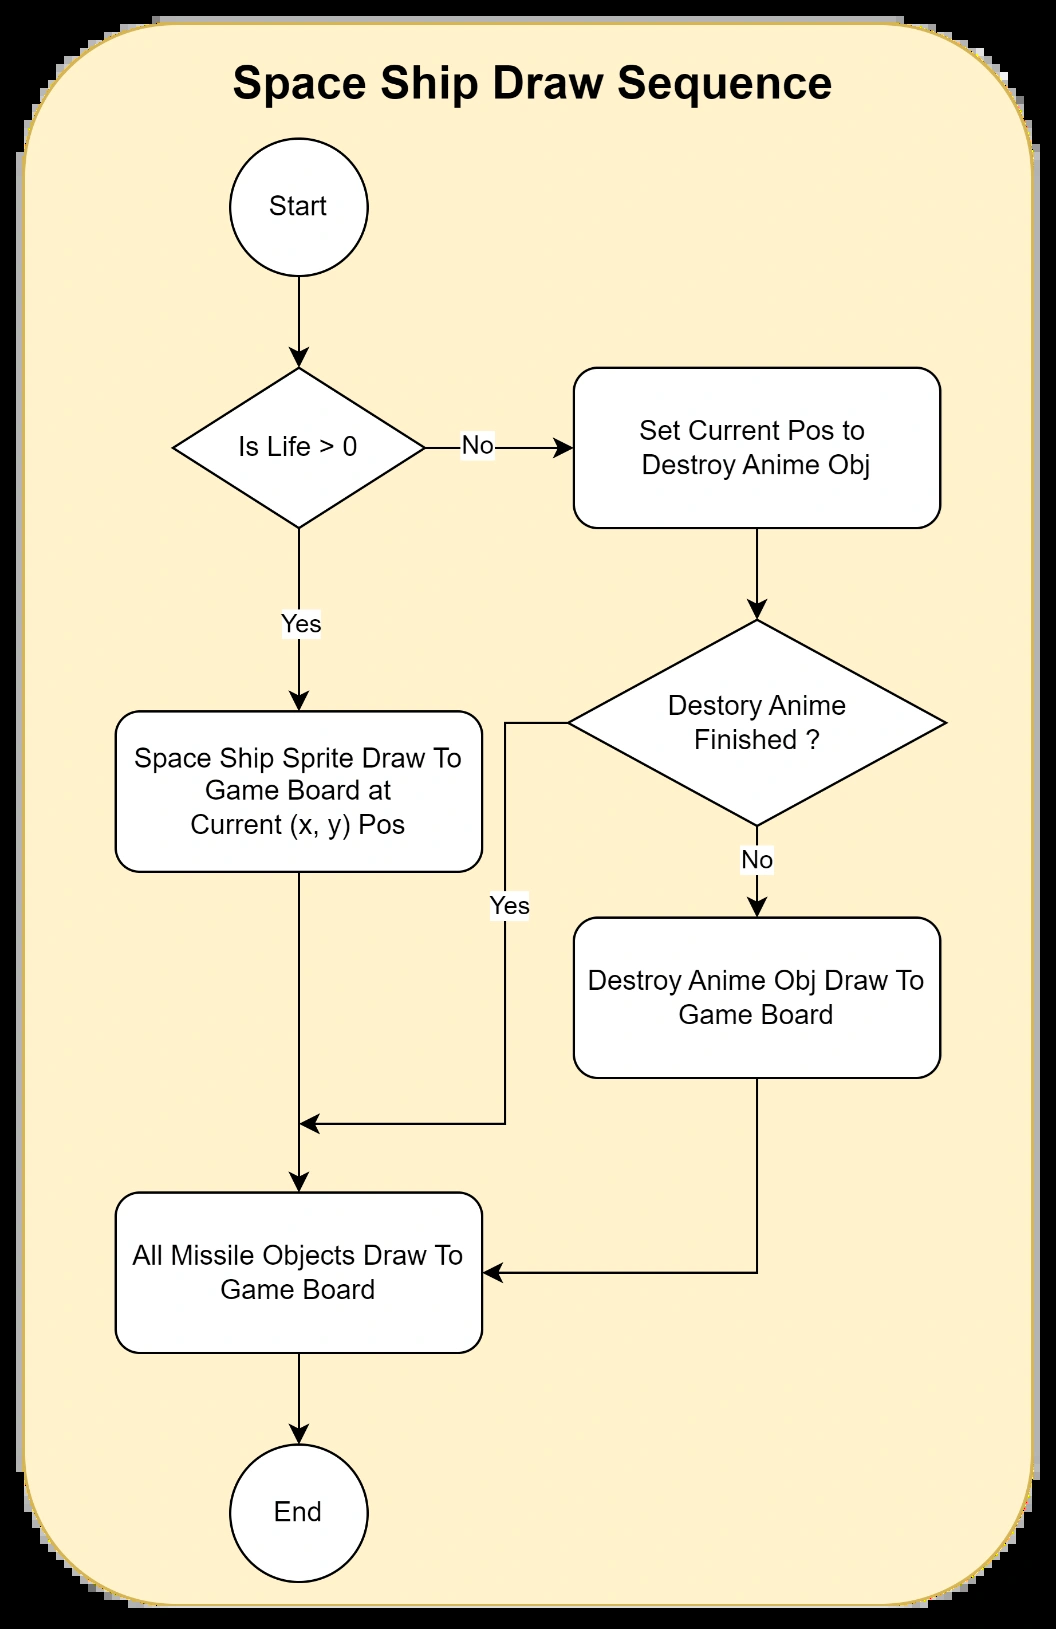 Space Ship Draw Sequence
Start
Is Life > 0
No
Set Current Pos to
Destroy Anime Obj
Yes
Destory Anime
Finished ?
Space Ship Sprite Draw To
Game Board at
Current (x, y) Pos
No
Yes
Destroy Anime Obj Draw To
Game Board
All Missile Objects Draw To
Game Board
End